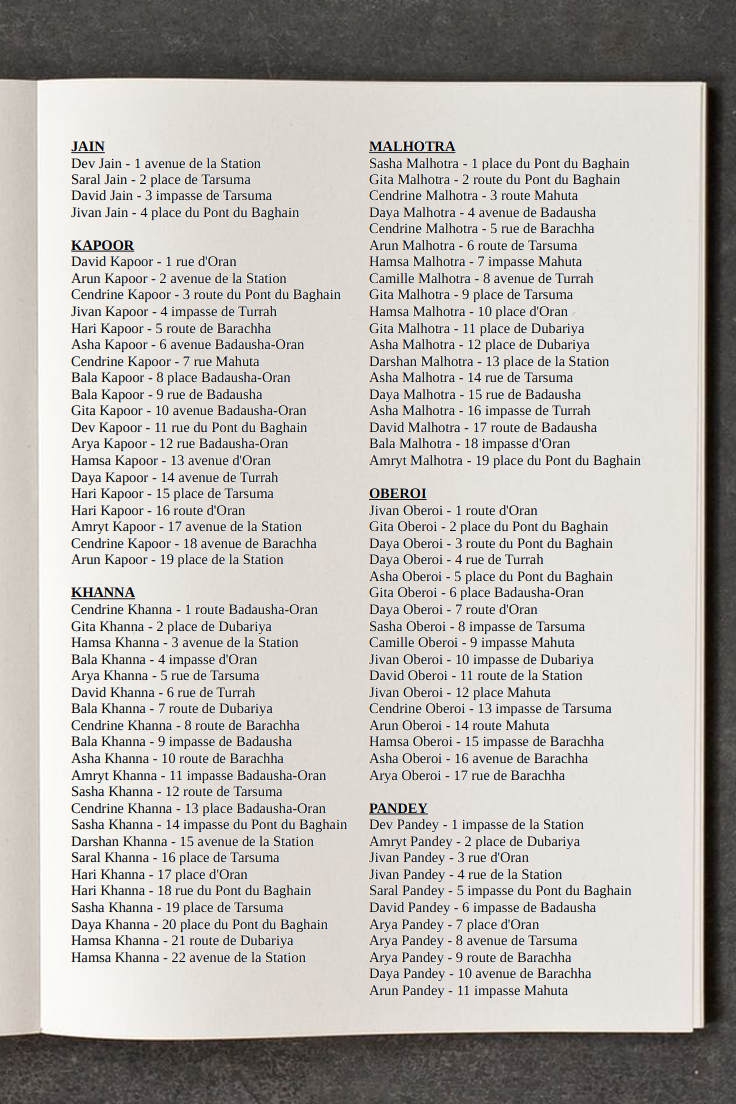 JAIN
Dev Jain - 1 avenue de la Station
Saral Jain - 2 place de Tarsuma
David Jain - 3 impasse de Tarsuma
Jivan Jain - 4 place du Pont du Baghain
KAPOOR
David Kapoor - 1 rue d'Oran
Arun Kapoor - 2 avenue de la Station
Cendrine Kapoor - 3 route du Pont du Baghain
Jivan Kapoor - 4 impasse de Turrah
Hari Kapoor - 5 route de Barachha
Asha Kapoor - 6 avenue Badausha-Oran
Cendrine Kapoor - 7 rue Mahuta
Bala Kapoor - 8 place Badausha-Oran
Bala Kapoor - 9 rue de Badausha
Gita Kapoor - 10 avenue Badausha-Oran
Dev Kapoor - 11 rue du Pont du Baghain
Arya Kapoor - 12 rue Badausha-Oran
Hamsa Kapoor - 13 avenue d'Oran
Daya Kapoor - 14 avenue de Turrah
Hari Kapoor - 15 place de Tarsuma
Hari Kapoor - 16 route d'Oran
Amryt Kapoor - 17 avenue de la Station
Cendrine Kapoor - 18 avenue de Barachha
Arun Kapoor - 19 place de la Station
KHANNA
Cendrine Khanna - 1 route Badausha-Oran
Gita Khanna - 2 place de Dubariya
Hamsa Khanna - 3 avenue de la Station
Bala Khanna - 4 impasse d'Oran
Arya Khanna - 5 rue de Tarsuma
David Khanna - 6 rue de Turrah
Bala Khanna - 7 route de Dubariya
Cendrine Khanna - 8 route de Barachha
Bala Khanna - 9 impasse de Badausha
Asha Khanna - 10 route de Barachha
Amryt Khanna - 11 impasse Badausha-Oran
Sasha Khanna - 12 route de Tarsuma
Cendrine Khanna - 13 place Badausha-Oran
Sasha Khanna - 14 impasse du Pont du Baghain
Darshan Khanna - 15 avenue de la Station
Saral Khanna - 16 place de Tarsuma
Hari Khanna - 17 place d'Oran
Hari Khanna - 18 rue du Pont du Baghain
Sasha Khanna - 19 place de Tarsuma
Daya Khanna - 20 place du Pont du Baghain
Hamsa Khanna - 21 route de Dubariya
Hamsa Khanna - 22 avenue de la Station
MALHOTRA
Sasha Malhotra - 1 place du Pont du Baghain
Gita Malhotra - 2 route du Pont du Baghain
Cendrine Malhotra - 3 route Mahuta
Daya Malhotra - 4 avenue de Badausha
Cendrine Malhotra - 5 rue de Barachha
Arun Malhotra - 6 route de Tarsuma
Hamsa Malhotra - 7 impasse Mahuta
Camille Malhotra - 8 avenue de Turrah
Gita Malhotra - 9 place de Tarsuma
Hamsa Malhotra - 10 place d'Oran
Gita Malhotra - 11 place de Dubariya
Asha Malhotra - 12 place de Dubariya
Darshan Malhotra - 13 place de la Station
Asha Malhotra - 14 rue de Tarsuma
Daya Malhotra - 15 rue de Badausha
Asha Malhotra - 16 impasse de Turrah
David Malhotra - 17 route de Badausha
Bala Malhotra - 18 impasse d'Oran
Amryt Malhotra - 19 place du Pont du Baghain
OBEROI
Jivan Oberoi - 1 route d'Oran
Gita Oberoi - 2 place du Pont du Baghain
Daya Oberoi - 3 route du Pont du Baghain
Daya Oberoi - 4 rue de Turrah
Asha Oberoi - 5 place du Pont du Baghain
Gita Oberoi - 6 place Badausha-Oran
Daya Oberoi - 7 route d'Oran
Sasha Oberoi - 8 impasse de Tarsuma
Camille Oberoi - 9 impasse Mahuta
Jivan Oberoi - 10 impasse de Dubariya
David Oberoi - 11 route de la Station
Jivan Oberoi - 12 place Mahuta
Cendrine Oberoi - 13 impasse de Tarsuma
Arun Oberoi - 14 route Mahuta
Hamsa Oberoi - 15 impasse de Barachha
Asha Oberoi - 16 avenue de Barachha
Arya Oberoi - 17 rue de Barachha
PANDEY
Dev Pandey - 1 impasse de la Station
Amryt Pandey - 2 place de Dubariya
Jivan Pandey - 3 rue d'Oran
Jivan Pandey - 4 rue de la Station
Saral Pandey - 5 impasse du Pont du Baghain
David Pandey - 6 impasse de Badausha
Arya Pandey - 7 place d'Oran
Arya Pandey - 8 avenue de Tarsuma
Arya Pandey - 9 route de Barachha
Daya Pandey - 10 avenue de Barachha
Arun Pandey - 11 impasse Mahuta